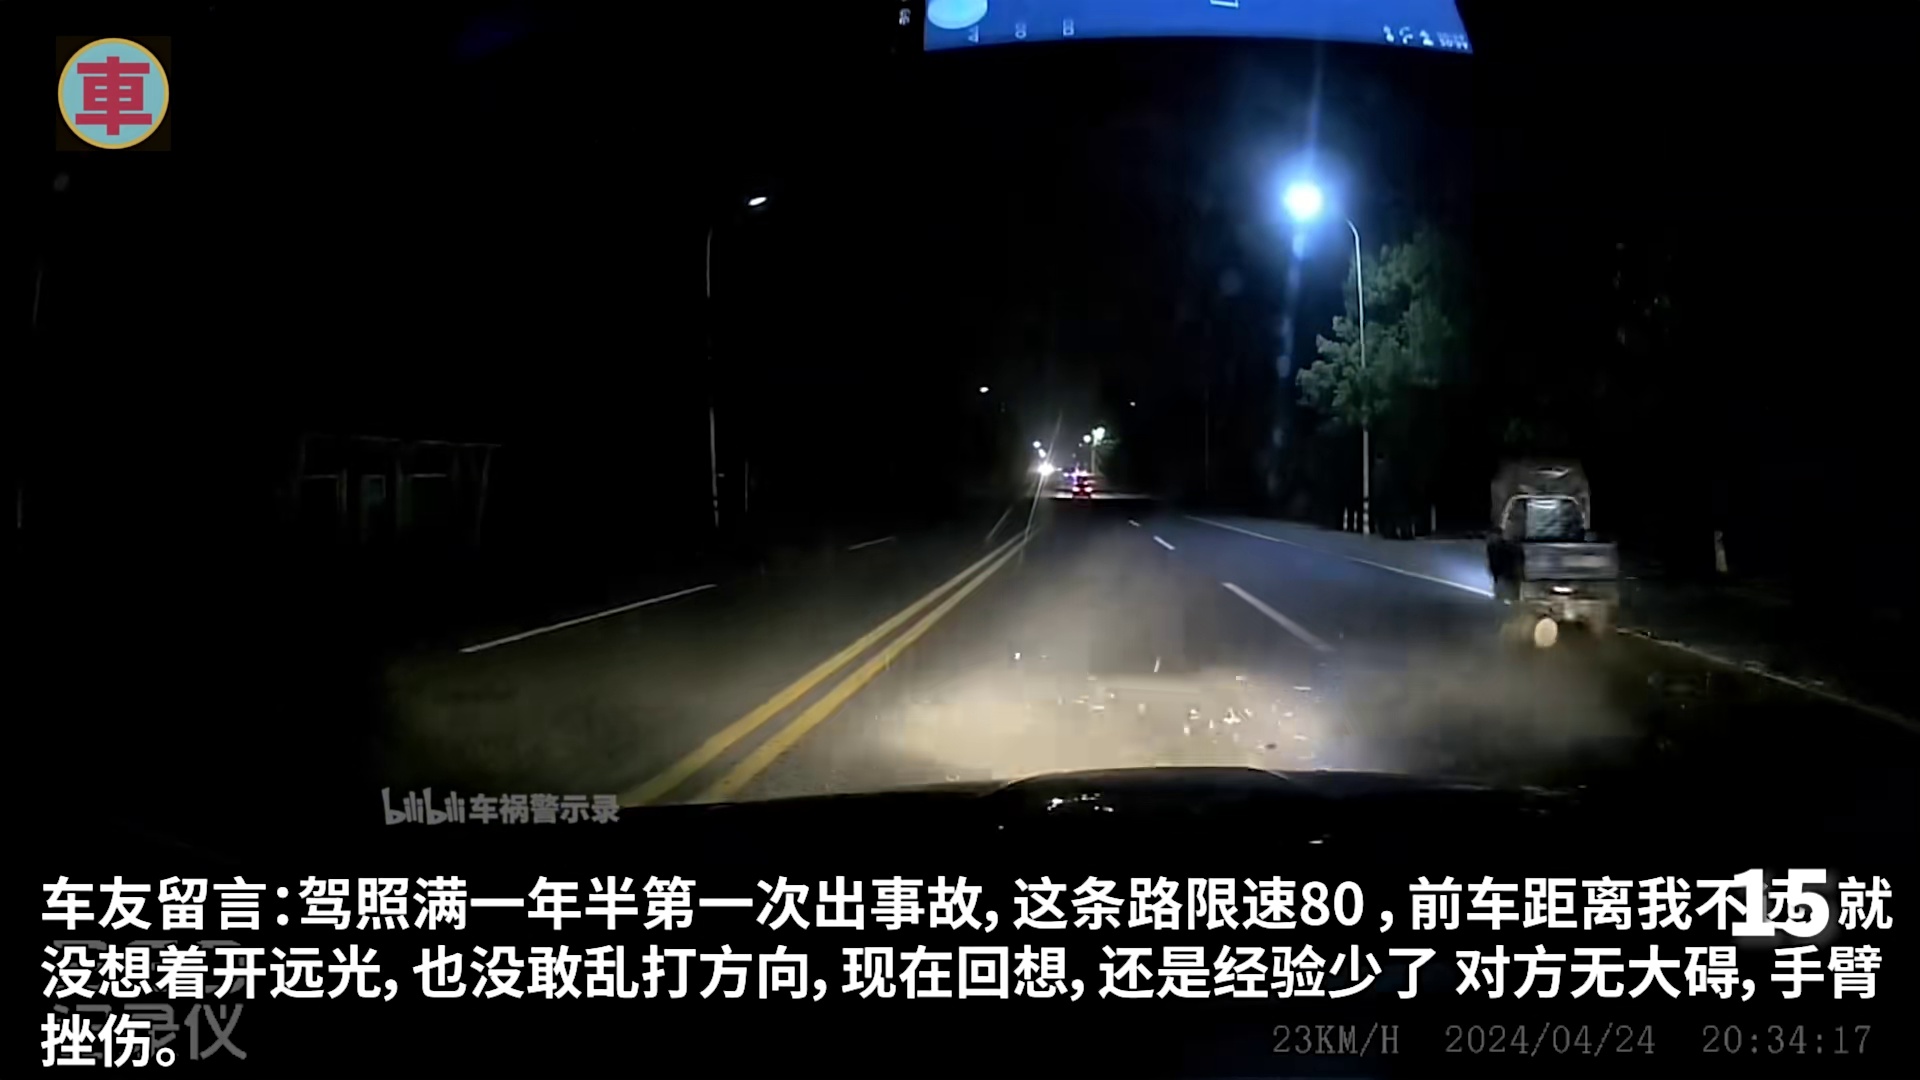 車
bilibili车祸警示录
车友留言：驾照满一年半第一次出事故，这条路限速80，前车距离我不远 就
15
没想着开远光，也没敢乱打方向，现在回想，还是经验少了 对方无大碍，手臂
挫伤。
记录仪
23KM/H 2024/04/24 20:34:17